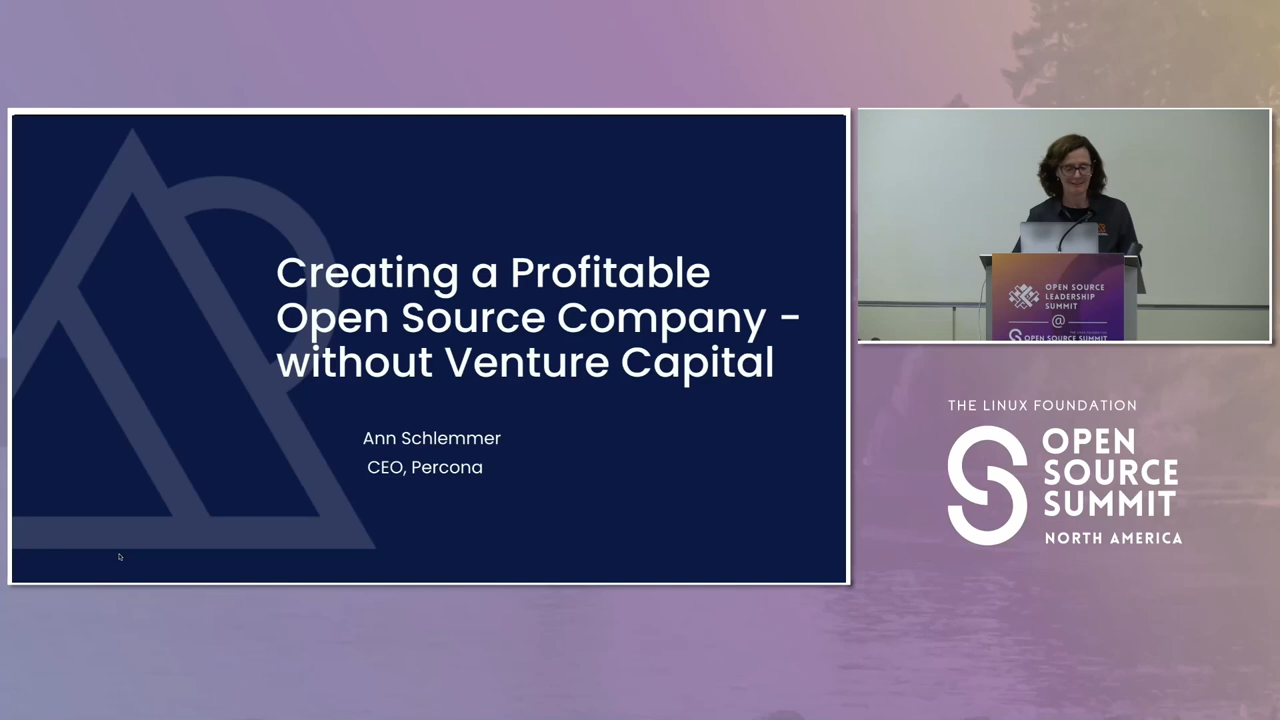 Creating a Profitable
Open Source Company -
without Venture Capital
Ann Schlemmer
CEO, Percona
OPEN SOURCE
LEADERSHIP
SUMMIT
@
OPEN SOURCE SUMMIT
THE LINUX FOUNDATION
OPEN
SOURCE
SUMMIT
NORTH AMERICA